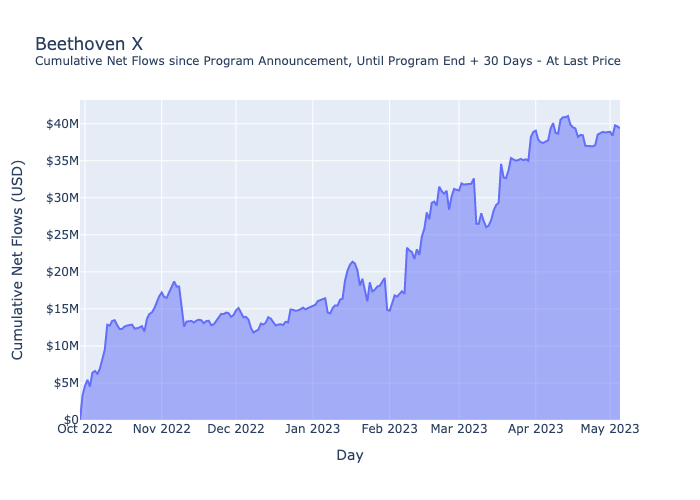 Beethoven X
Cumulative Net Flows since Program Announcement, Until Program End + 30 Days - At Last Price
Cumulative Net Flows (USD)
$40M
$35M
$30M
$25M
$20M
$15M
$10M
$5M
$0
Oct 2022 Nov 2022 Dec 2022 Jan 2023 Feb 2023 Mar 2023 Apr 2023 May 2023
Day